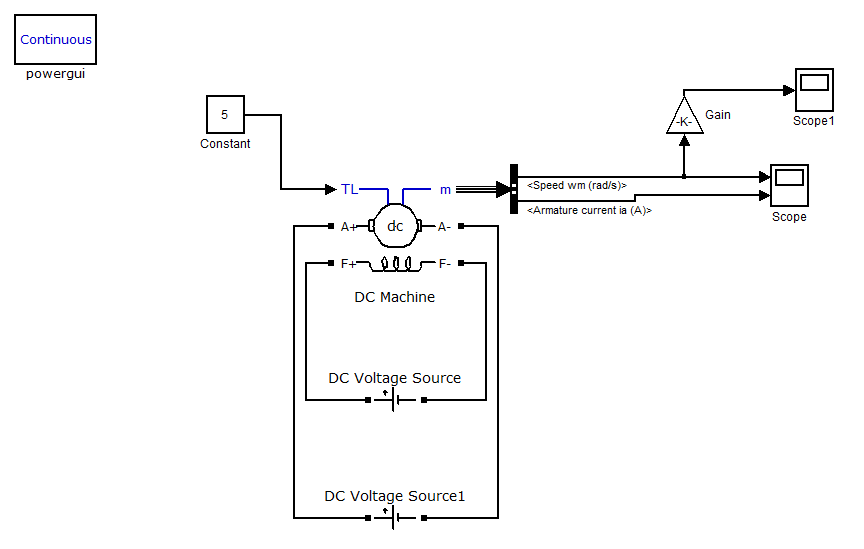 Continuous
powergui
5
Constant
-K-
Gain
Scope1
TL
m
<Speed wm (rad/s)>
<Armature current ia (A)>
Scope
A+
dc
A-
F+
F-
DC Machine
DC Voltage Source
DC Voltage Source1